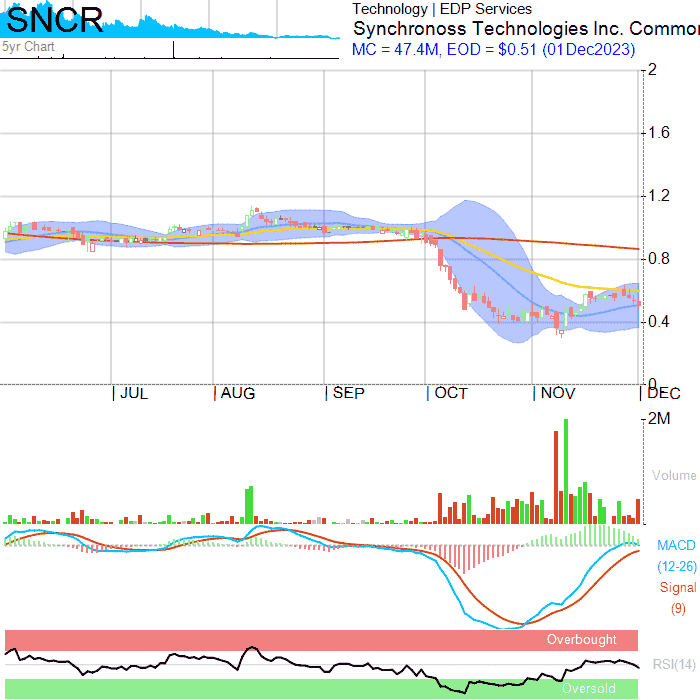 SNCR
5yr Chart
Technology | EDP Services
Synchronoss Technologies Inc. Common
MC = 47.4M, EOD = $0.51 (01Dec2023)
2
1.6
1.2
0.8
0.4
0
JUL
AUG
SEP
OCT
NOV
DEC
2M
Volume
MACD
(12-26)
Signal
(9)
Overbought
RSI(14)
Oversold